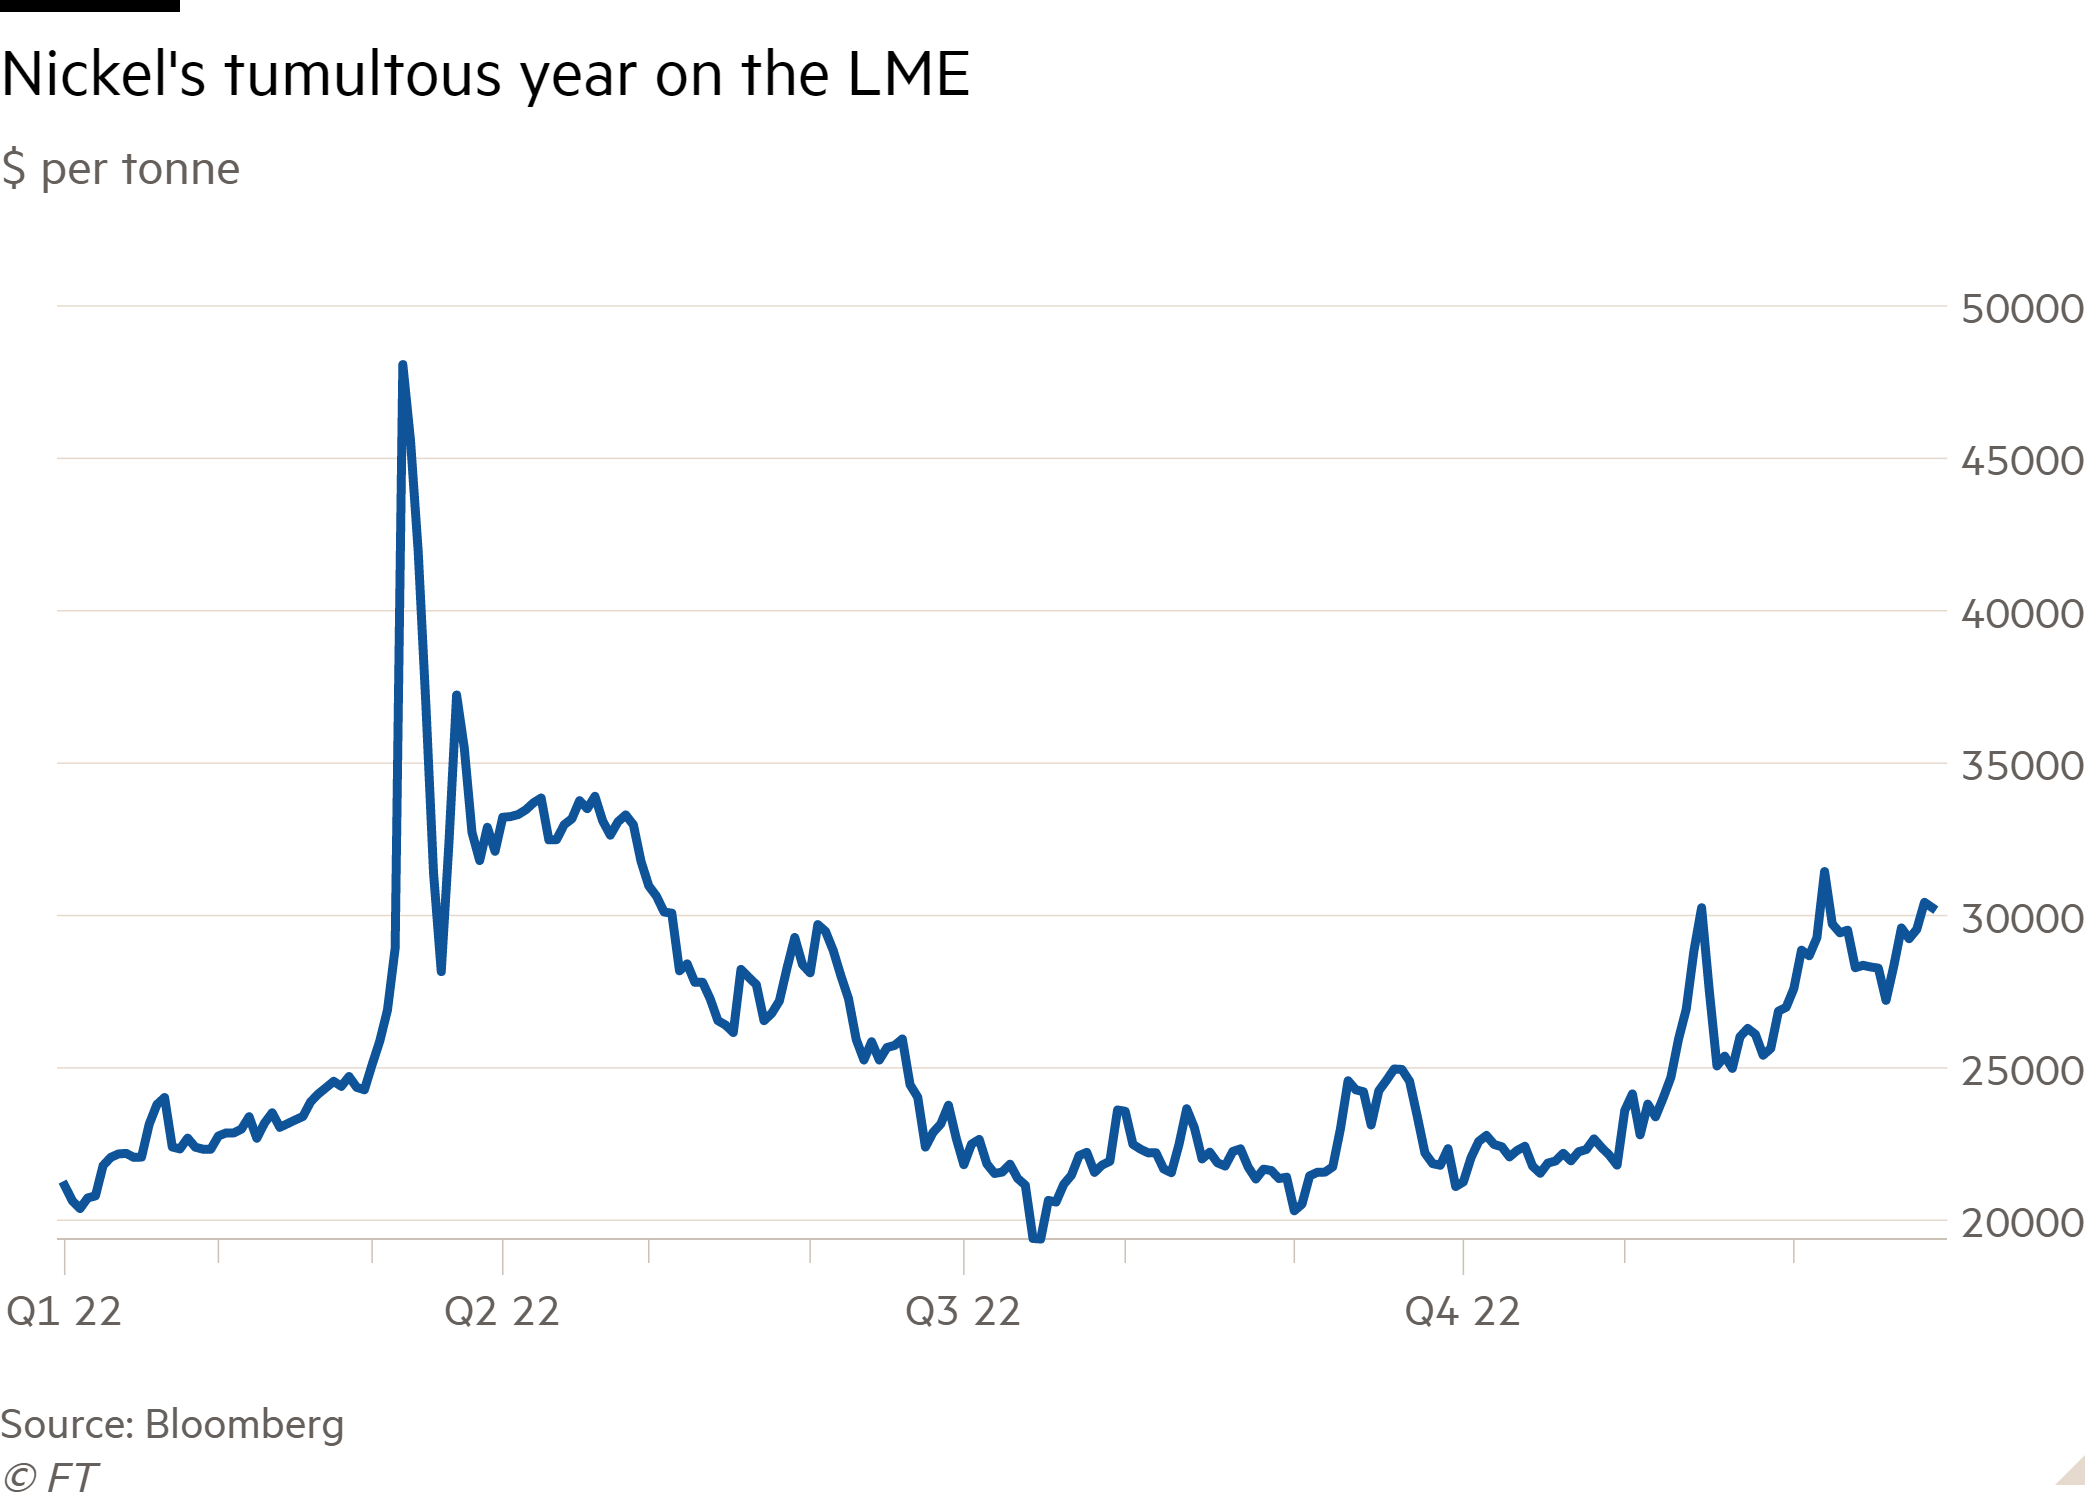 Nickel's tumultous year on the LME
$ per tonne
50000
45000
40000
35000
30000
25000
20000
Q1 22 Q2 22 Q3 22 Q4 22
Source: Bloomberg
© FT